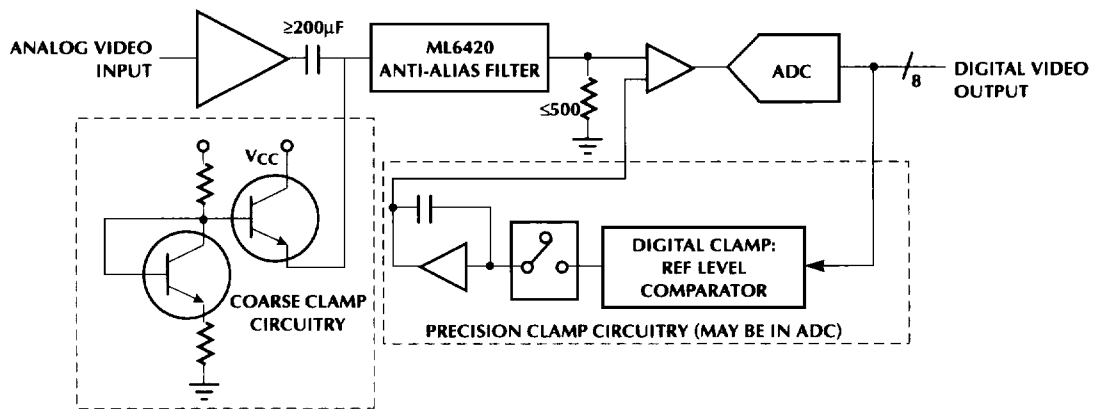 ≥200µF
ANALOG VIDEO
INPUT
ML6420
ANTI-ALIAS FILTER
ADC
8
DIGITAL VIDEO
OUTPUT
≤500
VCC
COARSE CLAMP
CIRCUITRY
DIGITAL CLAMP:
REF LEVEL
COMPARATOR
PRECISION CLAMP CIRCUITRY (MAY BE IN ADC)